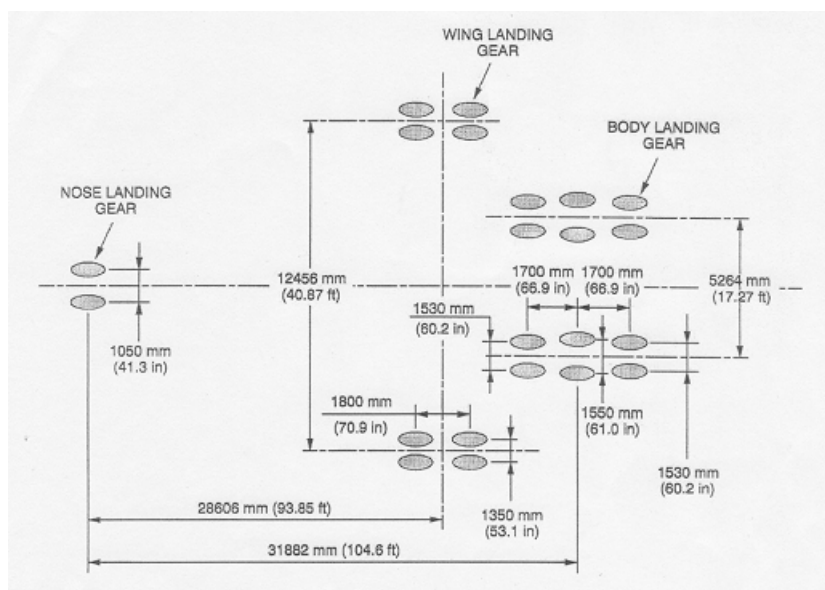 WING LANDING
GEAR
BODY LANDING
GEAR
NOSE LANDING
GEAR
12456 mm
(40.87 ft)
1700 mm
(66.9 in)
1700 mm
(66.9 in)
5264 mm
(17.27 ft)
1530 mm
(60.2 in)
1050 mm
(41.3 in)
1800 mm
(70.9 in)
1550 mm
(61.0 in)
1530 mm
(60.2 in)
28606 mm (93.85 ft)
1350 mm
(53.1 in)
31882 mm (104.6 ft)